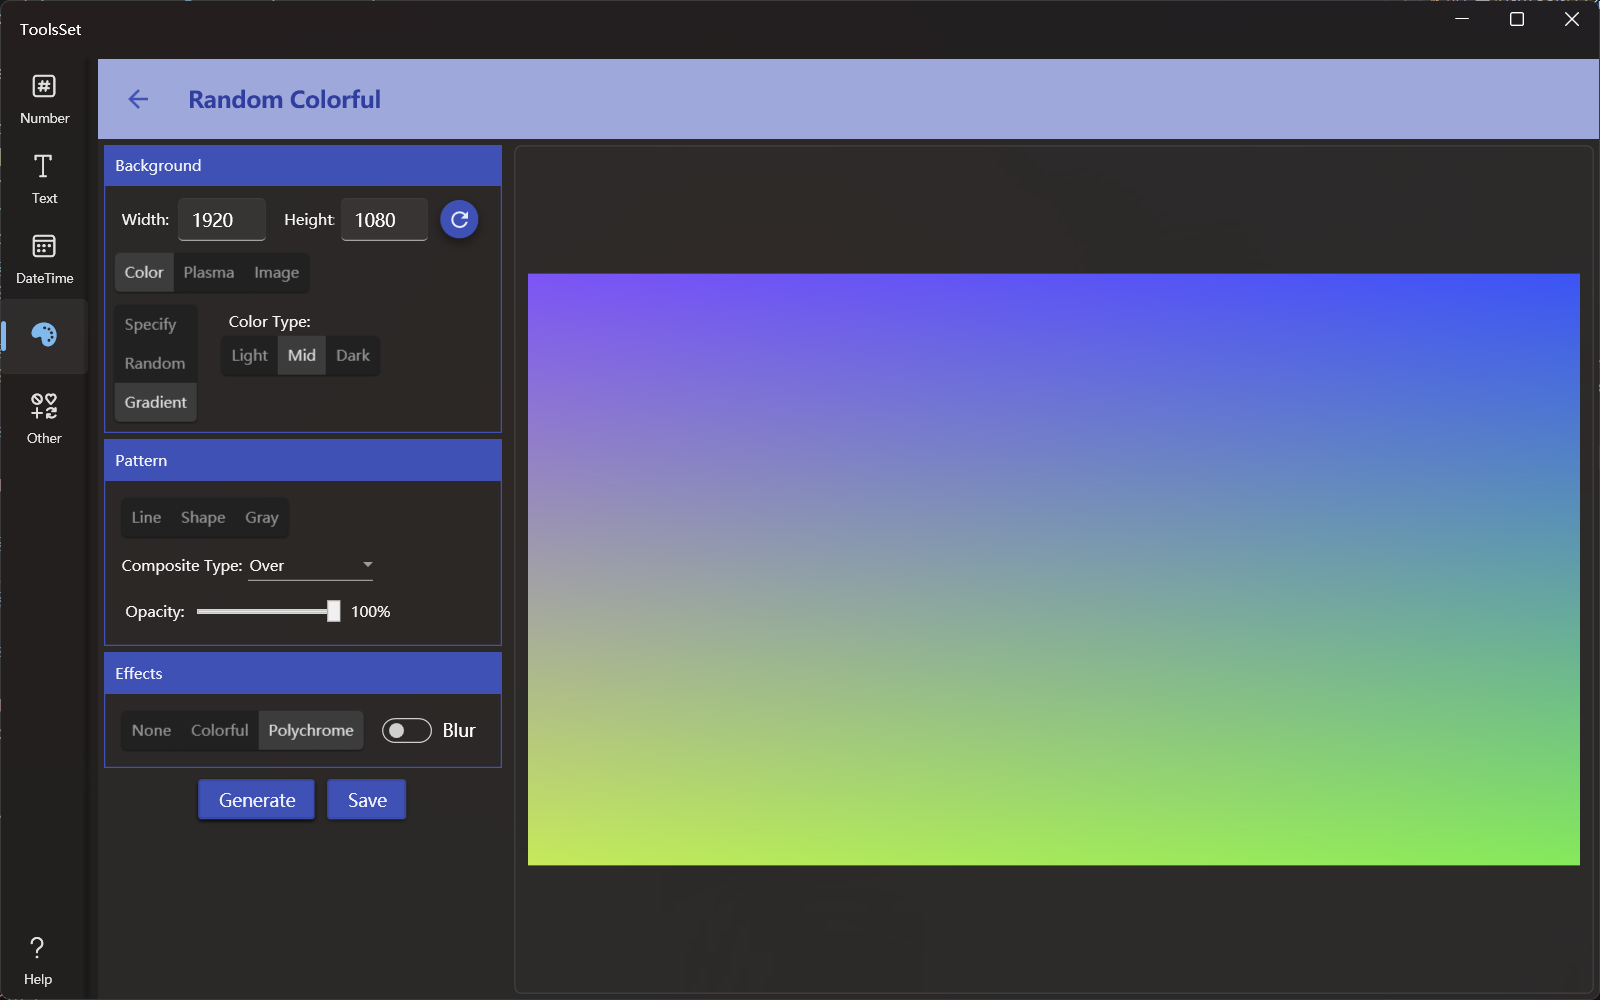 ToolsSet
Number
Text
DateTime
Other
Help
Random Colorful
Background
Width: 1920 Height: 1080
Color Plasma Image
Specify
Random
Gradient
Color Type:
Light Mid Dark
Pattern
Line Shape Gray
Composite Type: Over
Opacity: 100%
Effects
None Colorful Polychrome Blur
Generate Save